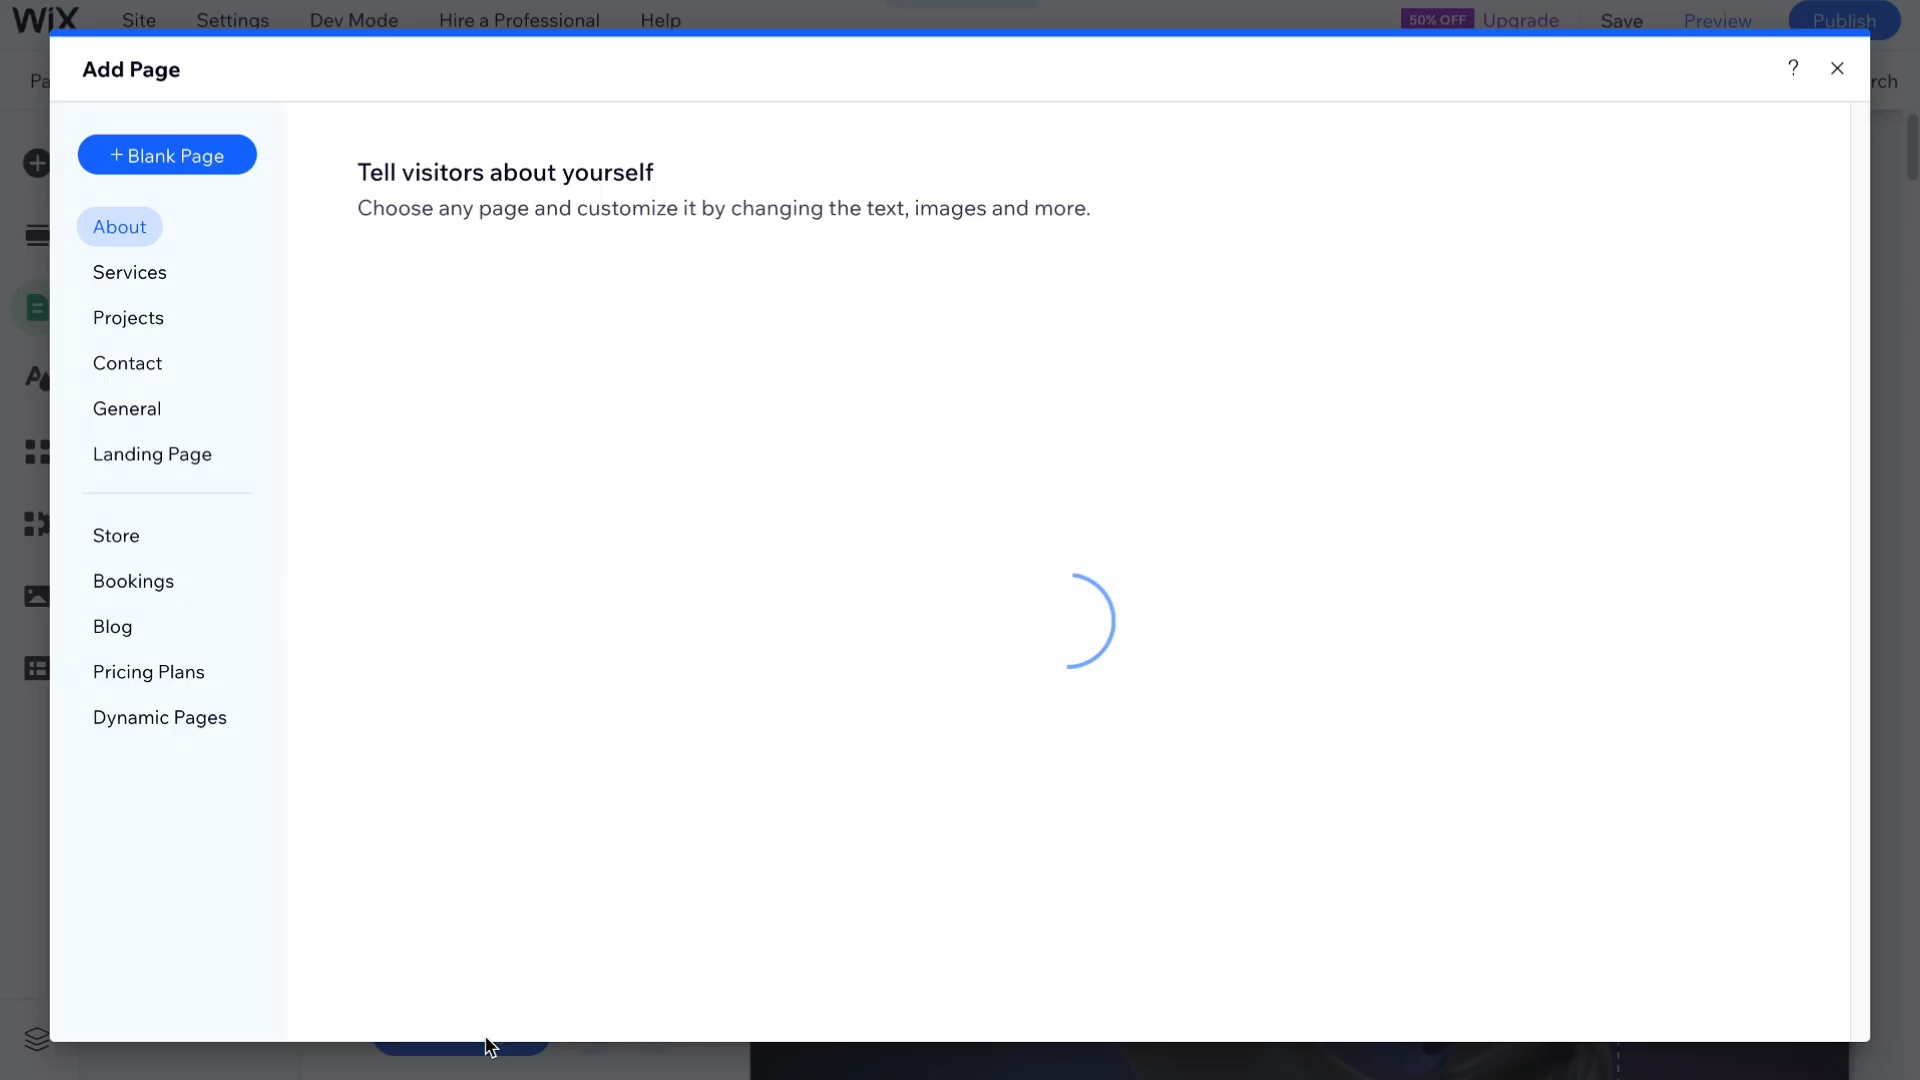 WiX Site Settings Dev Mode Hire a Professional Help 50% OFF Upgrade Save Preview Publish
Add Page ?
Pa rch
+ Blank Page
About
Services
Projects
Contact
General
Landing Page
Store
Bookings
Blog
Pricing Plans
Dynamic Pages
Tell visitors about yourself
Choose any page and customize it by changing the text, images and more.